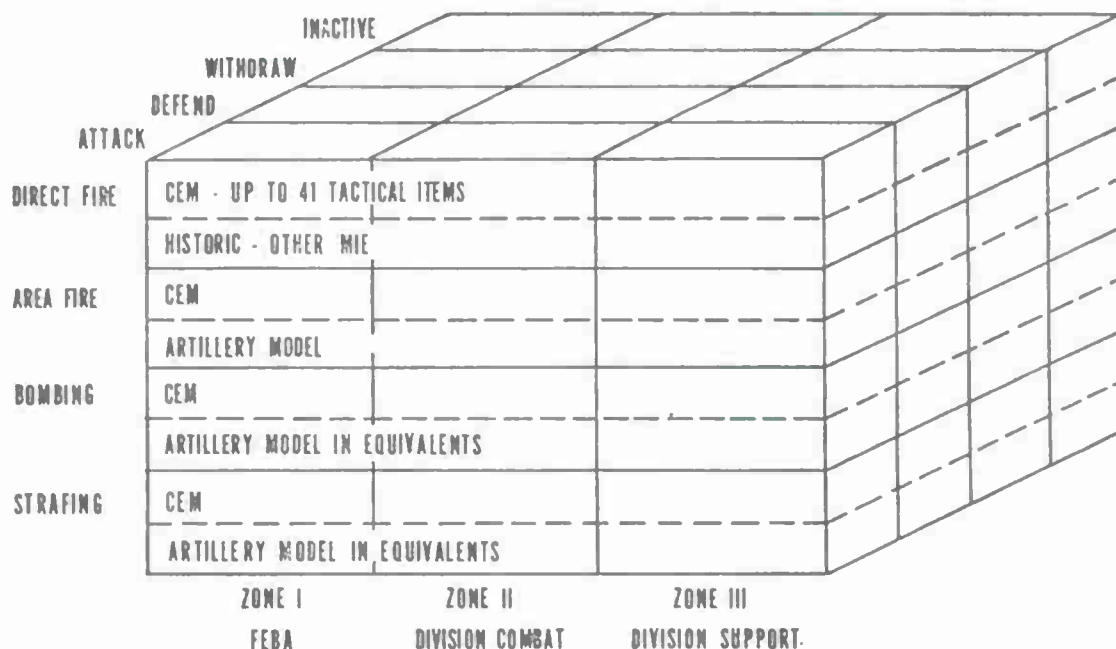 INACTIVE
WITHDRAW
DEFEND
ATTACK
DIRECT FIRE
CEM - UP TO 41 TACTICAL ITEMS
HISTORIC - OTHER MIE
AREA FIRE
CEM
ARTILLERY MODEL
BOMBING
CEM
ARTILLERY MODEL IN EQUIVALENTS
STRAFING
CEM
ARTILLERY MODEL IN EQUIVALENTS
ZONE I ZONE II ZONE III
FEBA DIVISION COMBAT DIVISION SUPPORT